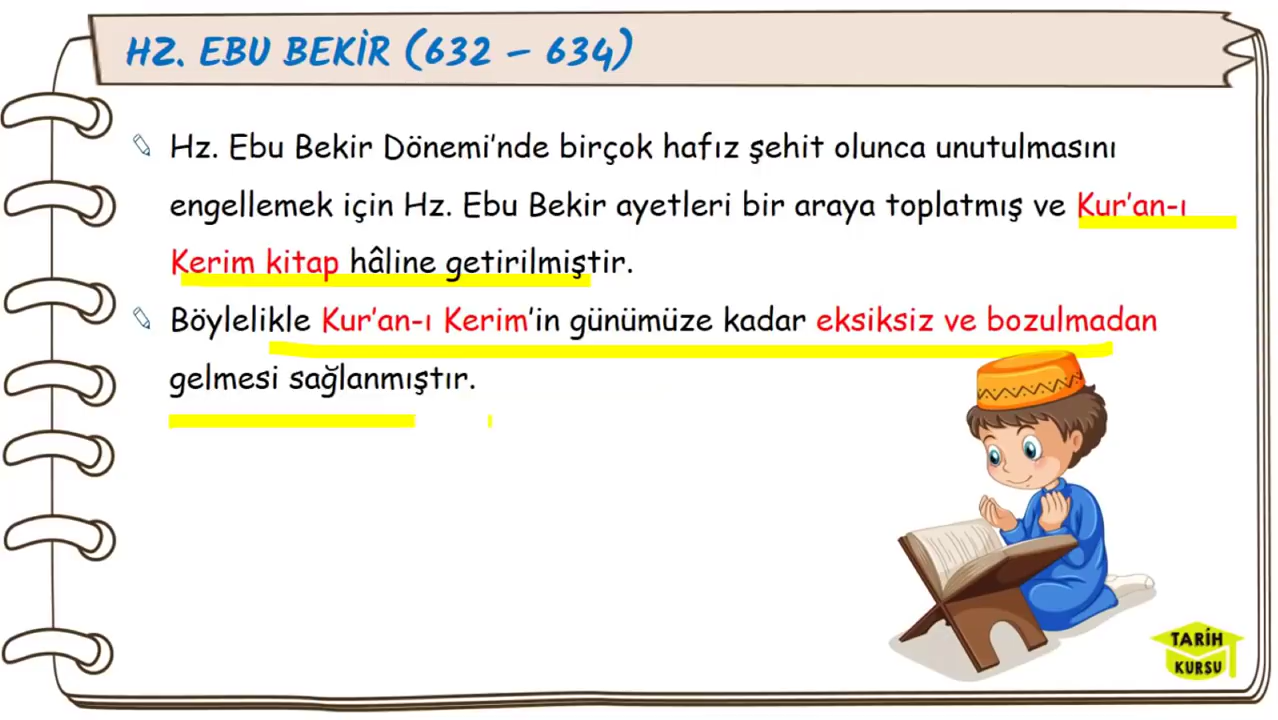 HZ. EBU BEKİR (632 – 634)
Hz. Ebu Bekir Dönemi'nde birçok hafız şehit olunca unutulmasını
engellemek için Hz. Ebu Bekir ayetleri bir araya toplatmış ve Kur'an-ı
Kerim kitap hâline getirilmiştir.
Böylelikle Kur'an-ı Kerim'in günümüze kadar eksiksiz ve bozulmadan
gelmesi sağlanmıştır.
TARİH
KURSU